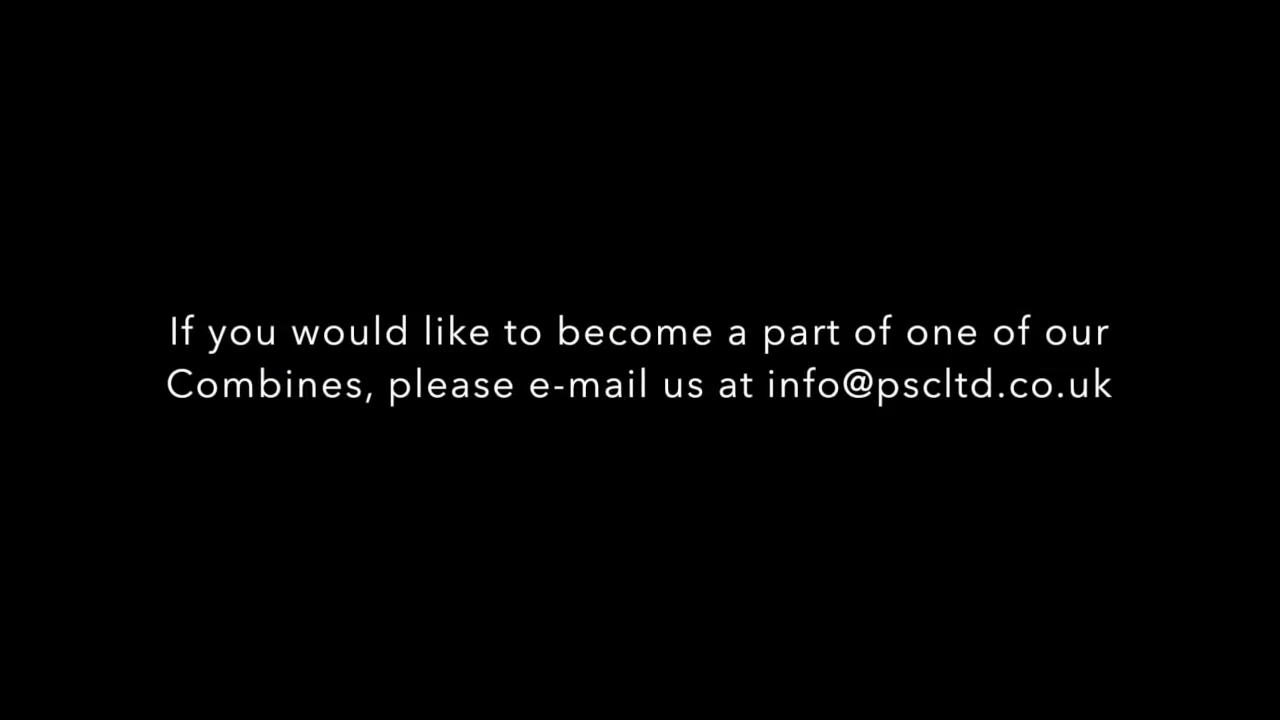 If you would like to become a part of one of our
Combines, please e-mail us at info@pscltd.co.uk